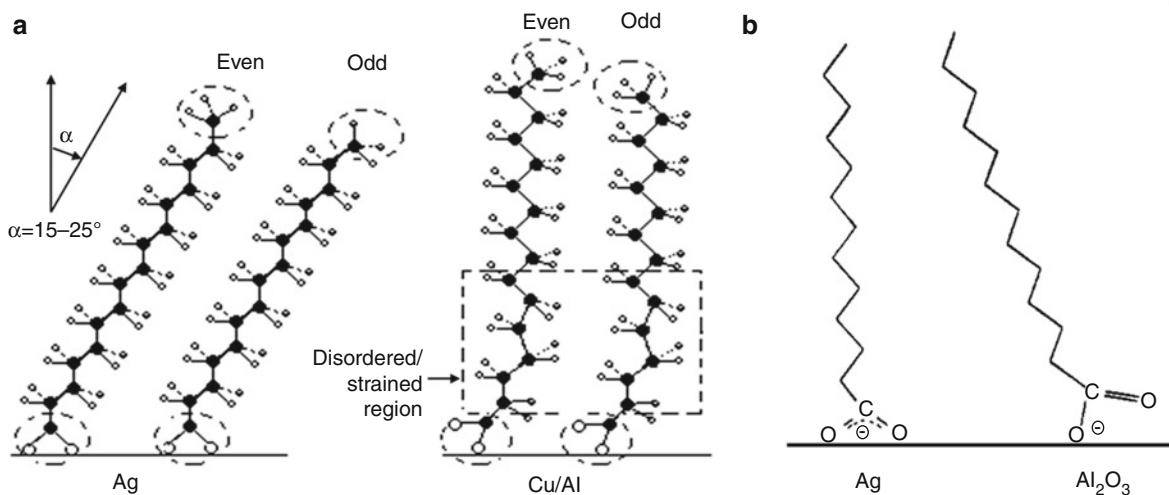 a
Even
Odd
α
α=15–25°
Ag
Even
Odd
Disordered/
strained
region
Cu/Al
b
C
O
⊖
O
Ag
C
O
O
⊖
Al₂O₃